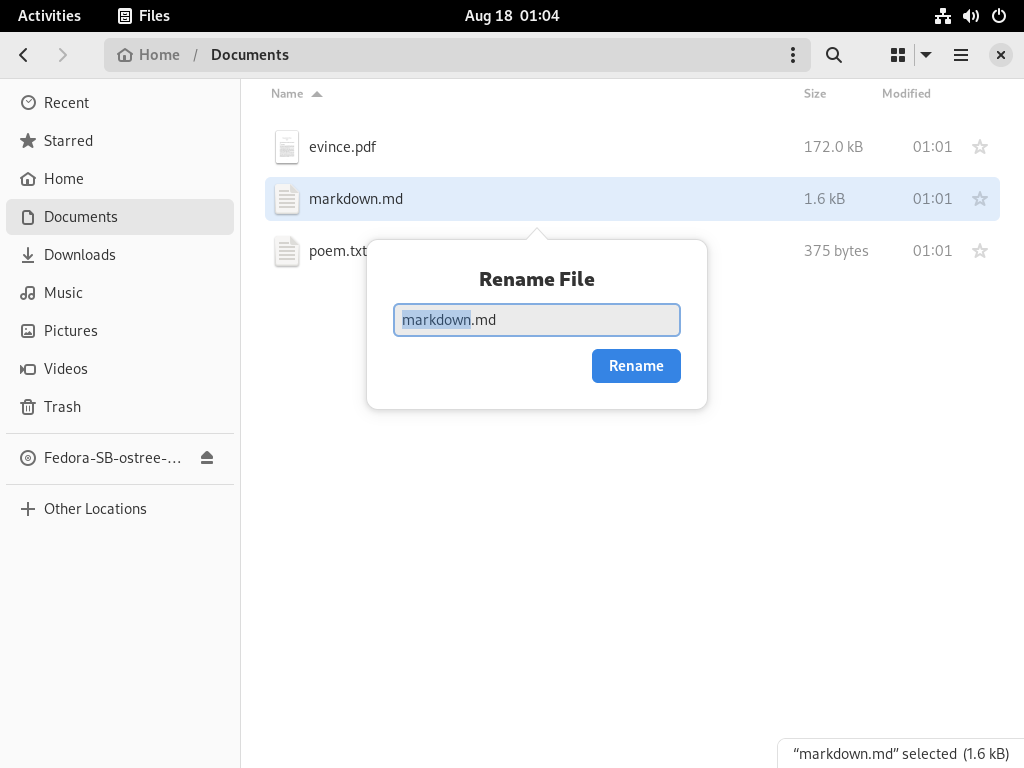 Activities Files Aug 18 01:04
Home / Documents
Recent
Starred
Home
Documents
Downloads
Music
Pictures
Videos
Trash
Fedora-SB-ostree-…
Other Locations
Name Size Modified
evince.pdf 172.0 kB 01:01
markdown.md 1.6 kB 01:01
poem.txt 375 bytes 01:01
Rename File
markdown.md
Rename
“markdown.md” selected (1.6 kB)